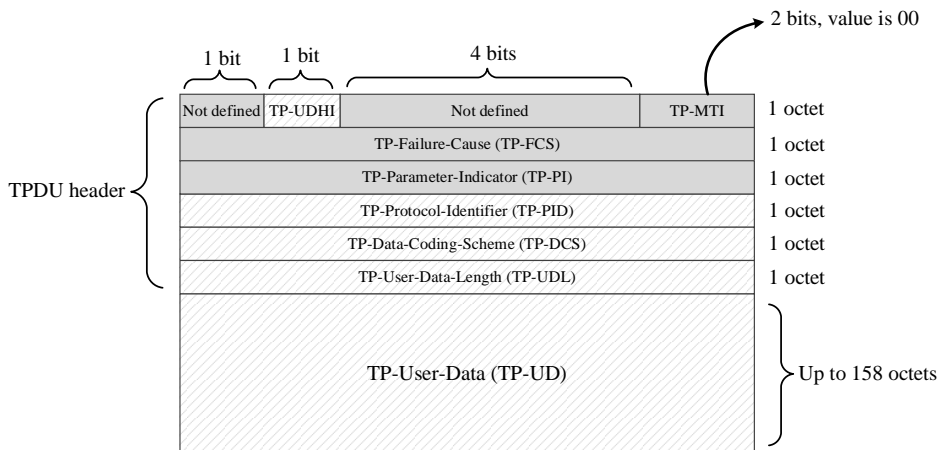 2 bits, value is 00
1 bit
1 bit
4 bits
Not defined
TP-UDHI
Not defined
TP-MTI
1 octet
TP-Failure-Cause (TP-FCS)
1 octet
TPDU header
TP-Parameter-Indicator (TP-PI)
1 octet
TP-Protocol-Identifier (TP-PID)
1 octet
TP-Data-Coding-Scheme (TP-DCS)
1 octet
TP-User-Data-Length (TP-UDL)
1 octet
TP-User-Data (TP-UD)
Up to 158 octets